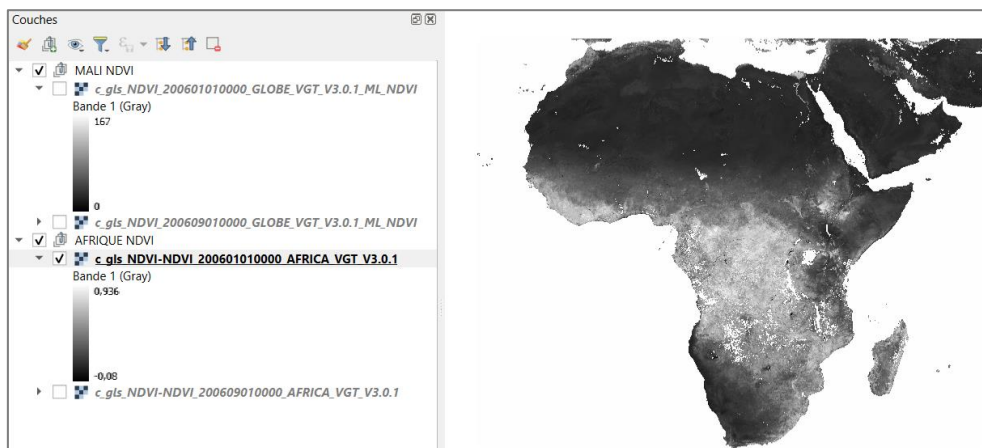 Couches
MALI NDVI
c_gls_NDVI_200601010000_GLOBE_VGT_V3.0.1_ML_NDVI
Bande 1 (Gray)
167
0
c_gls_NDVI_200609010000_GLOBE_VGT_V3.0.1_ML_NDVI
AFRIQUE NDVI
c_gls_NDVI-NDVI_200601010000_AFRICA_VGT_V3.0.1
Bande 1 (Gray)
0,936
-0,08
c_gls_NDVI-NDVI_200609010000_AFRICA_VGT_V3.0.1